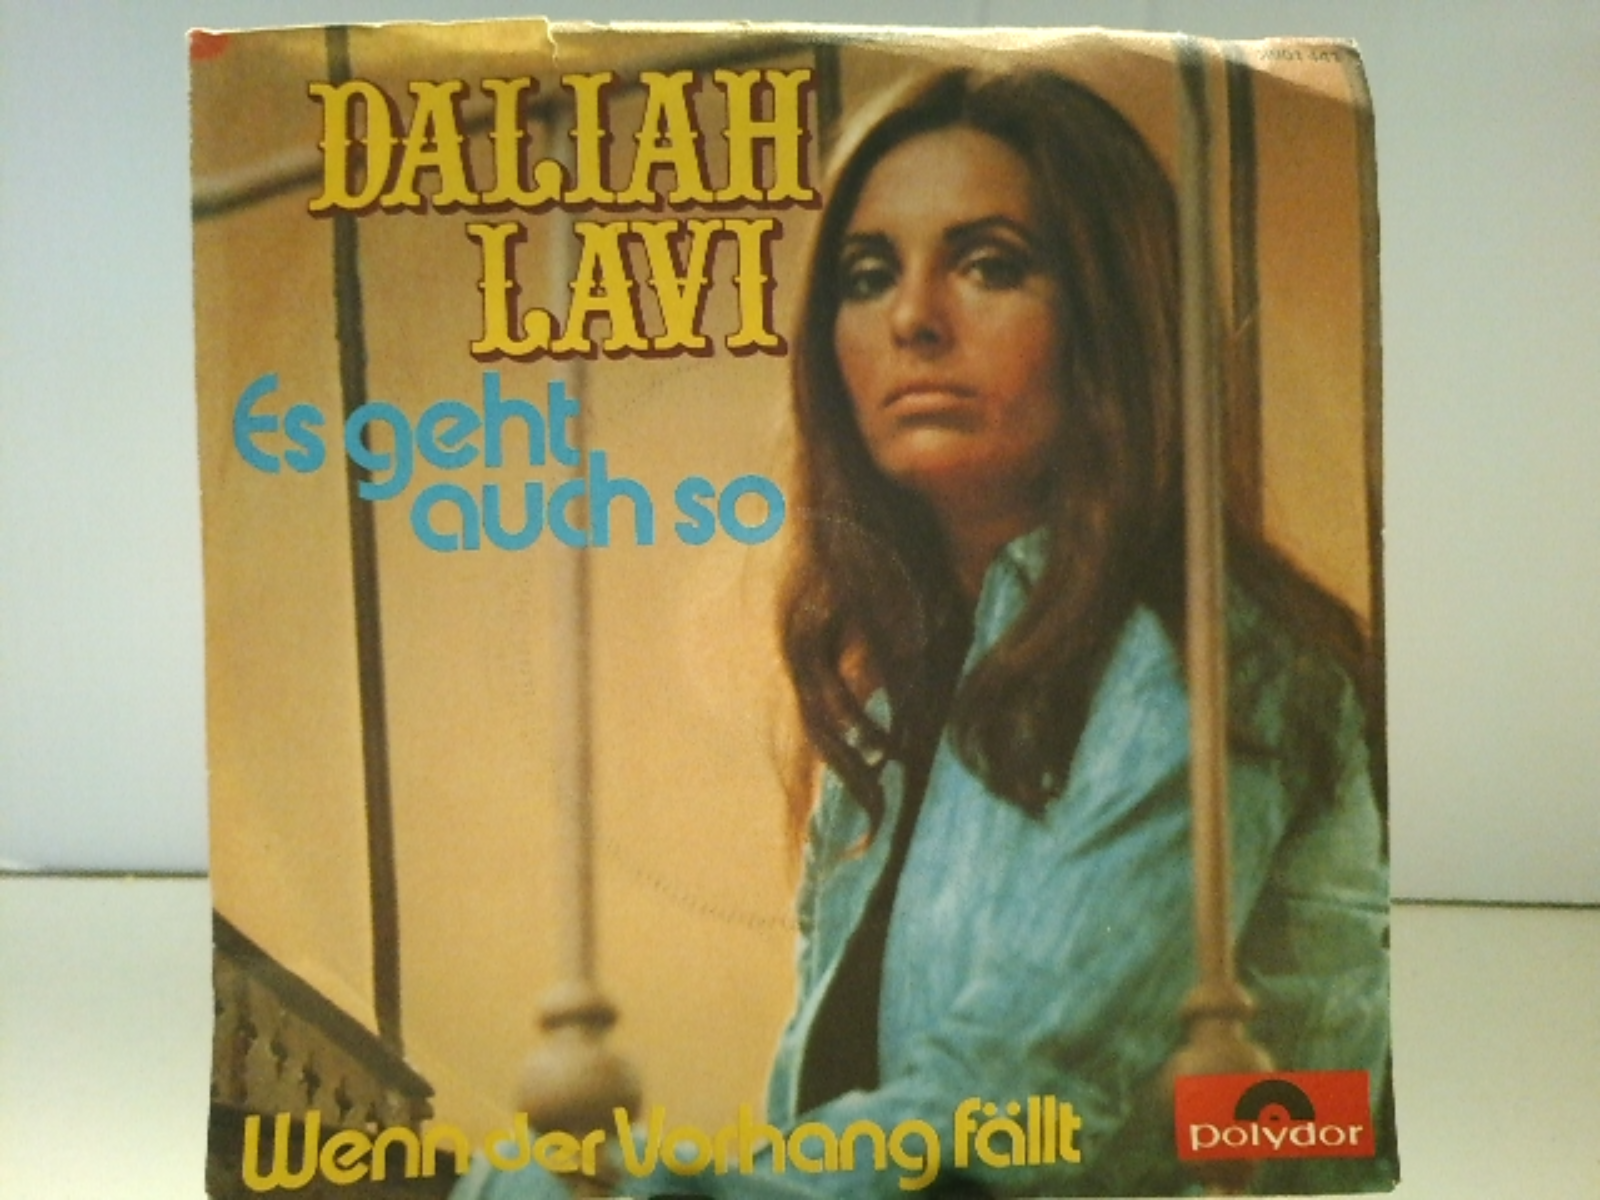 DALIAH
LAVI
Es geht
auch so
Wenn der Vorhang fällt
polydor